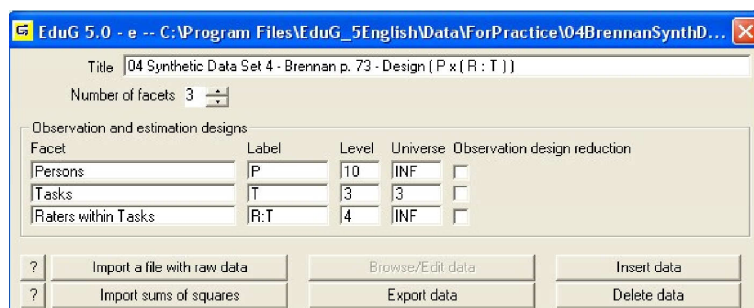 EduG 5.0 - e -- C:\Program Files\EduG_5English\Data\ForPractice\04BrennanSynthD...
Title 04 Synthetic Data Set 4 - Brennan p. 73 - Design ( P x ( R : T ) )
Number of facets 3
Observation and estimation designs
Facet Label Level Universe Observation design reduction
Persons P 10 INF
Tasks T 3 3
Raters within Tasks R:T 4 INF
? Import a file with raw data Browse/Edit data Insert data
? Import sums of squares Export data Delete data